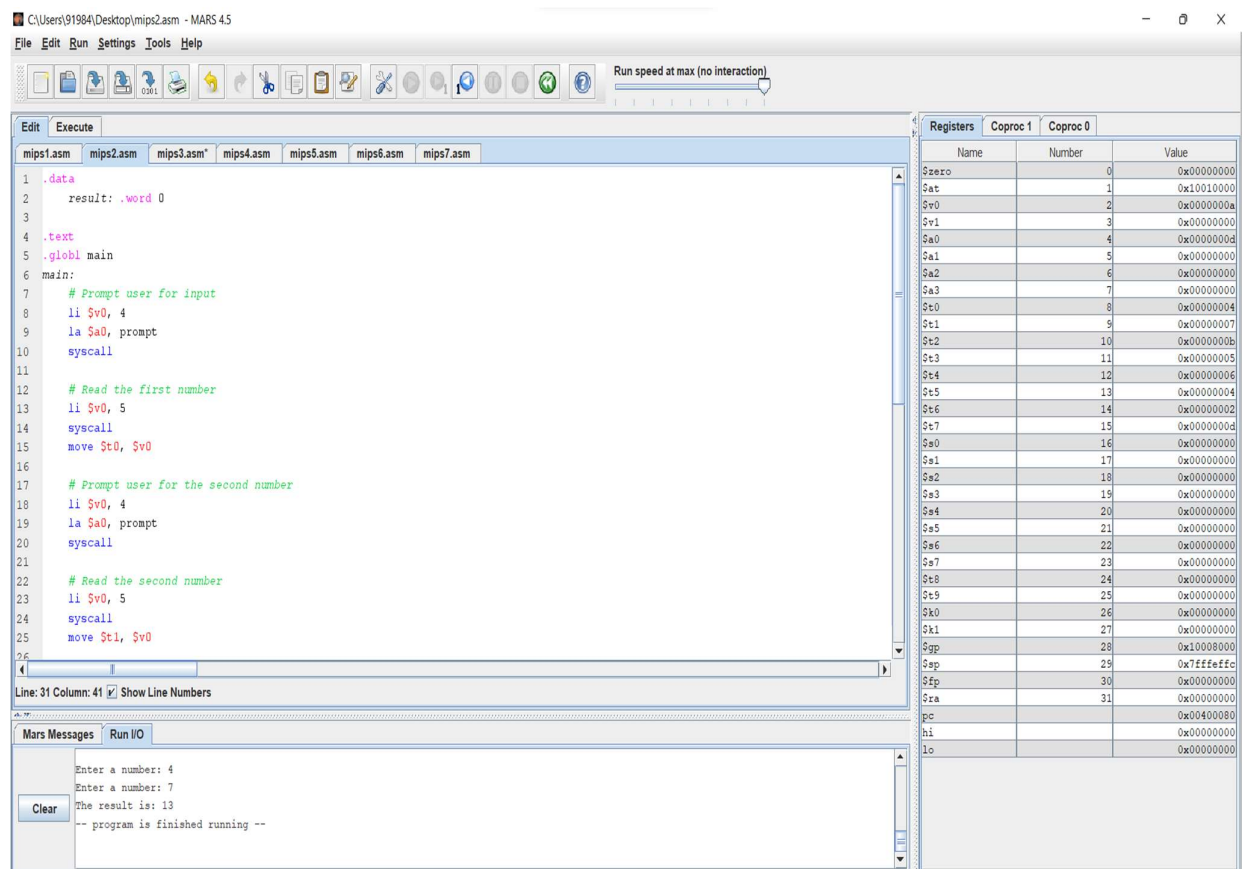 C:\Users\91984\Desktop\mips2.asm - MARS 4.5
File Edit Run Settings Tools Help
Run speed at max (no interaction)
Edit Execute
mips1.asm mips2.asm mips3.asm* mips4.asm mips5.asm mips6.asm mips7.asm
1 .data
2 result: .word 0
3
4 .text
5 .globl main
6 main:
7 # Prompt user for input
8 li $v0, 4
9 la $a0, prompt
10 syscall
11
12 # Read the first number
13 li $v0, 5
14 syscall
15 move $t0, $v0
16
17 # Prompt user for the second number
18 li $v0, 4
19 la $a0, prompt
20 syscall
21
22 # Read the second number
23 li $v0, 5
24 syscall
25 move $t1, $v0
26
Line: 31 Column: 41 Show Line Numbers
Mars Messages Run I/O
Clear
Enter a number: 4
Enter a number: 7
The result is: 13
-- program is finished running --
Registers Coproc 1 Coproc 0
Name Number Value
$zero 0 0x00000000
$at 1 0x10010000
$v0 2 0x0000000a
$v1 3 0x00000000
$a0 4 0x0000000d
$a1 5 0x00000000
$a2 6 0x00000000
$a3 7 0x00000000
$t0 8 0x00000004
$t1 9 0x00000007
$t2 10 0x0000000b
$t3 11 0x00000005
$t4 12 0x00000006
$t5 13 0x00000004
$t6 14 0x00000002
$t7 15 0x0000000d
$s0 16 0x00000000
$s1 17 0x00000000
$s2 18 0x00000000
$s3 19 0x00000000
$s4 20 0x00000000
$s5 21 0x00000000
$s6 22 0x00000000
$s7 23 0x00000000
$t8 24 0x00000000
$t9 25 0x00000000
$k0 26 0x00000000
$k1 27 0x00000000
$gp 28 0x10008000
$sp 29 0x7fffeffc
$fp 30 0x00000000
$ra 31 0x00000000
pc 0x00400080
hi 0x00000000
lo 0x00000000